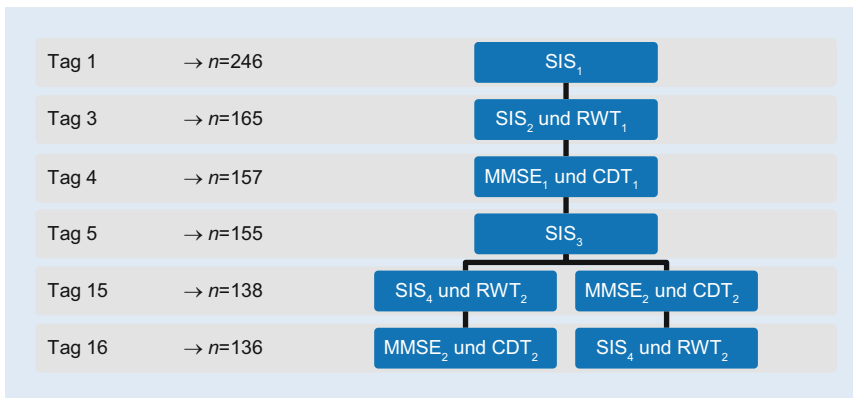 Tag 1 → n=246 SIS₁
Tag 3 → n=165 SIS₂ und RWT₁
Tag 4 → n=157 MMSE₁ und CDT₁
Tag 5 → n=155 SIS₃
Tag 15 → n=138 SIS₄ und RWT₂ MMSE₂ und CDT₂
Tag 16 → n=136 MMSE₂ und CDT₂ SIS₄ und RWT₂